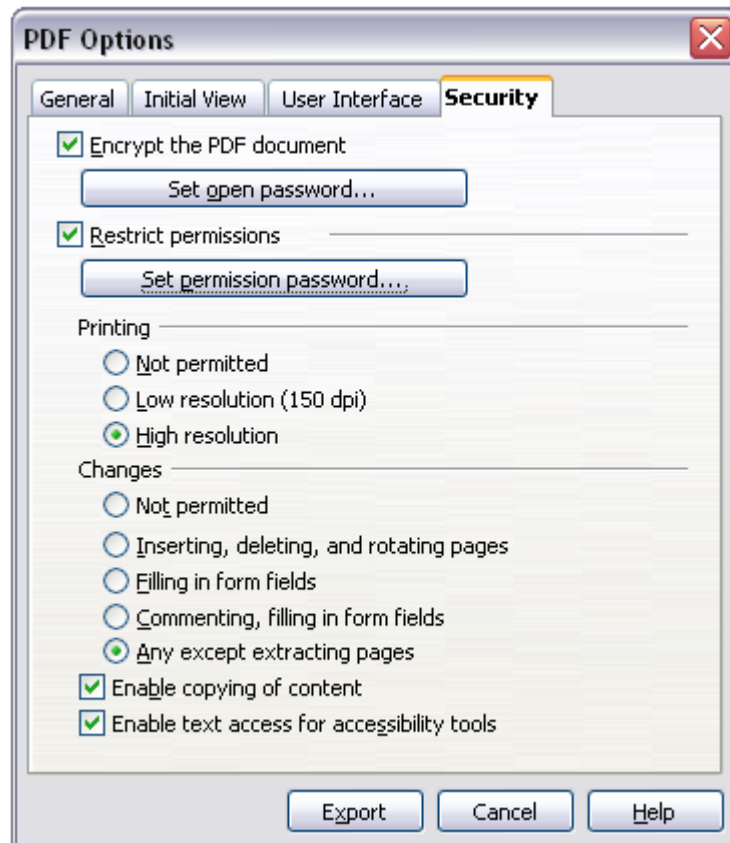 PDF Options
General Initial View User Interface Security
Encrypt the PDF document
Set open password...
Restrict permissions
Set permission password...
Printing
Not permitted
Low resolution (150 dpi)
High resolution
Changes
Not permitted
Inserting, deleting, and rotating pages
Filling in form fields
Commenting, filling in form fields
Any except extracting pages
Enable copying of content
Enable text access for accessibility tools
Export Cancel Help